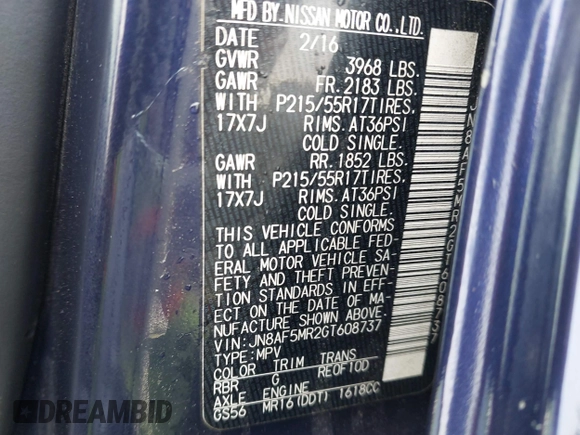 MFD BY NISSAN MOTOR CO.,LTD.
DATE 2/16
GVWR 3968 LBS.
GAWR FR. 2183 LBS.
WITH P215/55R17TIRES.
17X7J RIMS. AT36PSI
COLD SINGLE.
GAWR RR. 1852 LBS.
WITH P215/55R17TIRES.
17X7J RIMS. AT36PSI
COLD SINGLE.
THIS VEHICLE CONFORMS
TO ALL APPLICABLE FED-
ERAL MOTOR VEHICLE SA-
FETY AND THEFT PREVEN-
TION STANDARDS IN EFF-
ECT ON THE DATE OF MA-
NUFACTURE SHOWN ABOVE.
VIN:JN8AF5MR2GT608737
TYPE:MPV
COLOR TRIM TRANS
RBR G RE0F10D
AXLE ENGINE
GS56 MR16(DDT) 1618CC
JN8AF5MR2GT608737
DREAMBID